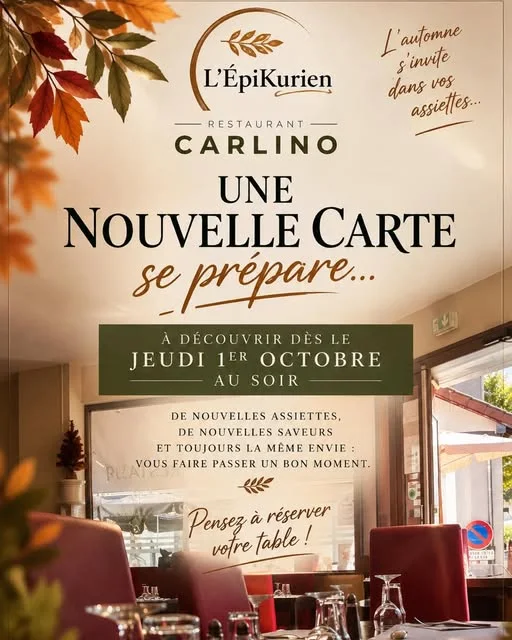 L'ÉpiKurien
RESTAURANT
CARLINO
L'automne
s'invite
dans vos
assiettes...
UNE
NOUVELLE CARTE
se prépare...
À DÉCOUVRIR DÈS LE
JEUDI 1ER OCTOBRE
AU SOIR
DE NOUVELLES ASSIETTES,
DE NOUVELLES SAVEURS
ET TOUJOURS LA MÊME ENVIE :
VOUS FAIRE PASSER UN BON MOMENT.
Pensez à réserver
votre table !